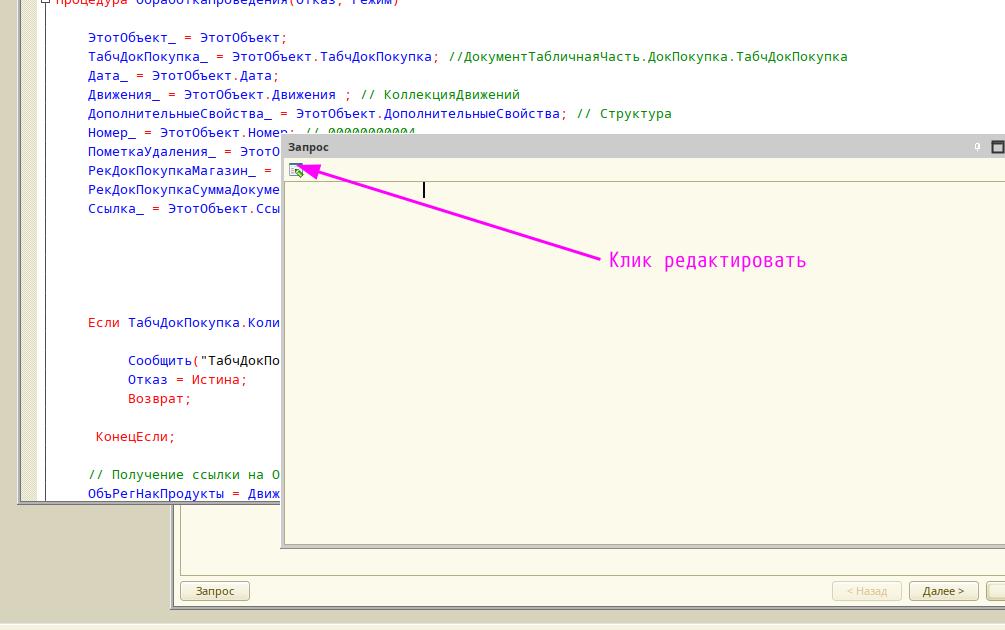 Процедура ОбработкаПроведения(Отказ, Режим)
ЭтотОбъект_ = ЭтотОбъект;
ТабчДокПокупка_ = ЭтотОбъект.ТабчДокПокупка; //ДокументТабличнаяЧасть.ДокПокупка.ТабчДокПокупка
Дата_ = ЭтотОбъект.Дата;
Движения_ = ЭтотОбъект.Движения ; // КоллекцияДвижений
ДополнительныеСвойства_ = ЭтотОбъект.ДополнительныеСвойства; // Структура
Номер_ = ЭтотОбъект.Номер; // 00000000004
Запрос
ПометкаУдаления_ = ЭтотО
РекДокПокупкаМагазин_ =
РекДокПокупкаСуммаДокуме
Ссылка_ = ЭтотОбъект.Ссы
Клик редактировать
Если ТабчДокПокупка.Коли
Сообщить("ТабчДокПо
Отказ = Истина;
Возврат;
КонецЕсли;
// Получение ссылки на О
ОбъРегНакПродукты = Движ
Запрос
< Назад
Далее >